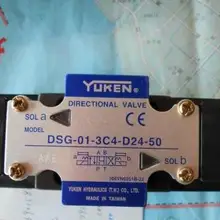 YUKEN
DIRECTIONAL VALVE
SOL a
CE
MODEL
DSG-01-3C4-D24-50
A B
SOL b
P T
YUKEN HYDRAULICS (T.W.) CO., LTD.
MADE IN TAIWAN